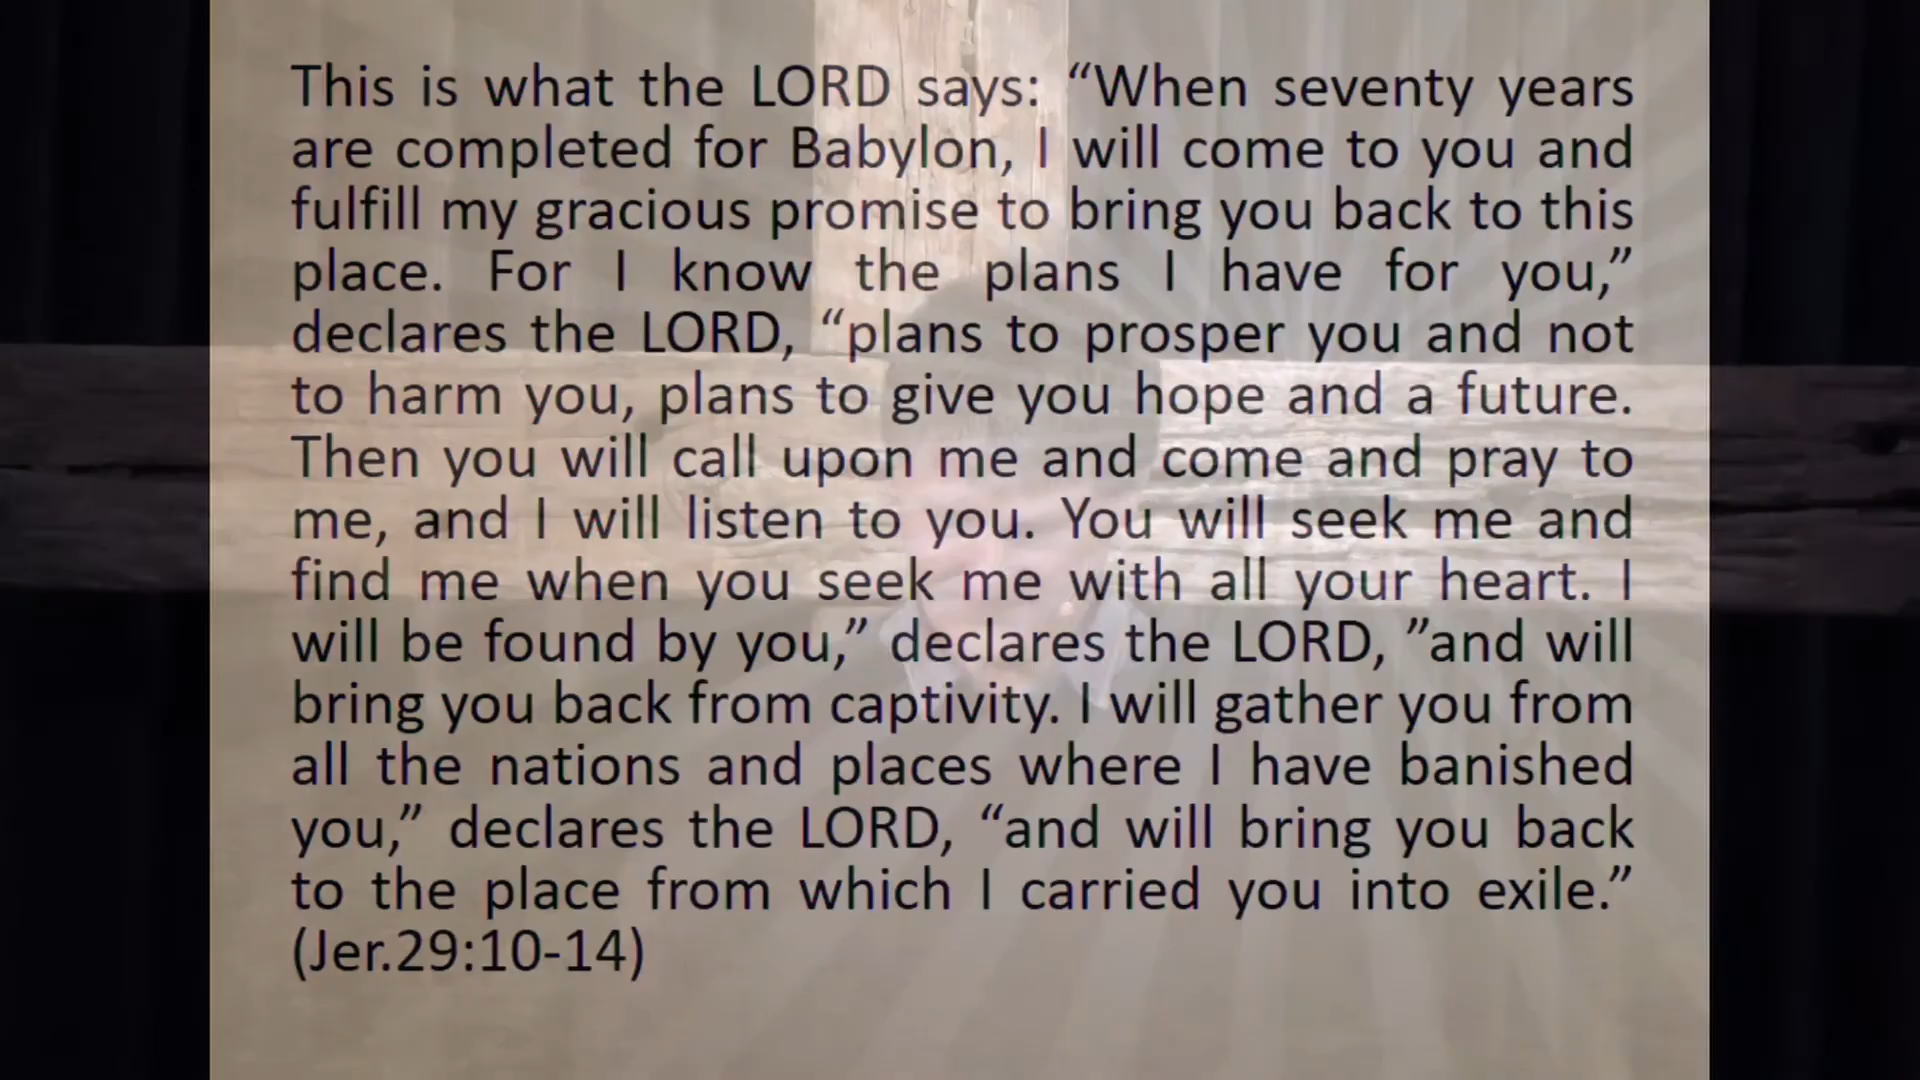 This is what the LORD says: “When seventy years
are completed for Babylon, I will come to you and
fulfill my gracious promise to bring you back to this
place. For I know the plans I have for you,”
declares the LORD, “plans to prosper you and not
to harm you, plans to give you hope and a future.
Then you will call upon me and come and pray to
me, and I will listen to you. You will seek me and
find me when you seek me with all your heart. I
will be found by you,” declares the LORD, ”and will
bring you back from captivity. I will gather you from
all the nations and places where I have banished
you,” declares the LORD, “and will bring you back
to the place from which I carried you into exile.”
(Jer.29:10-14)